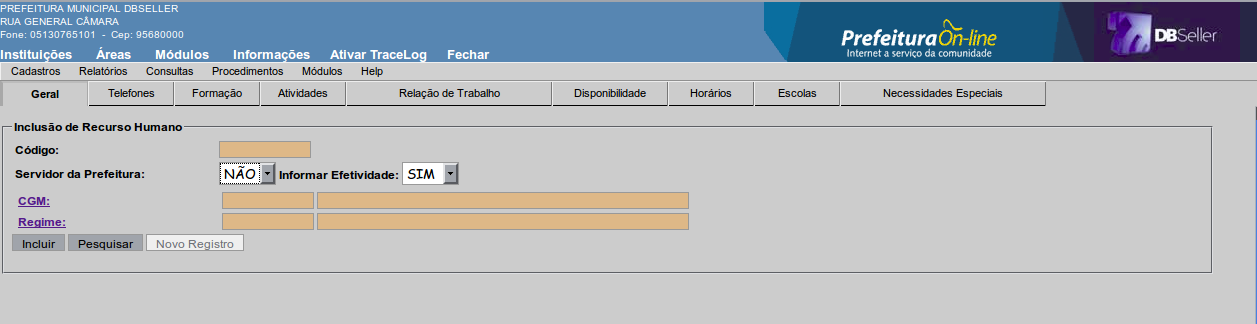 PREFEITURA MUNICIPAL DBSELLER
RUA GENERAL CÂMARA
Fone: 05130765101 - Cep: 95680000
Prefeitura On-line
Internet a serviço da comunidade
DBSeller
Instituições Áreas Módulos Informações Ativar TraceLog Fechar
Cadastros Relatórios Consultas Procedimentos Módulos Help
Geral Telefones Formação Atividades Relação de Trabalho Disponibilidade Horários Escolas Necessidades Especiais
Inclusão de Recurso Humano
Código:
Servidor da Prefeitura: NÃO Informar Efetividade: SIM
CGM:
Regime:
Incluir Pesquisar Novo Registro